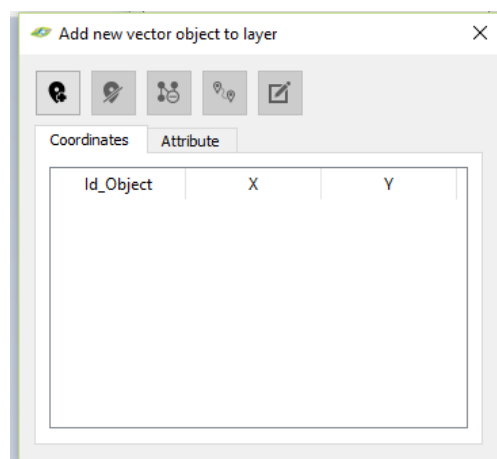 Add new vector object to layer
Coordinates Attribute
Id_Object X Y